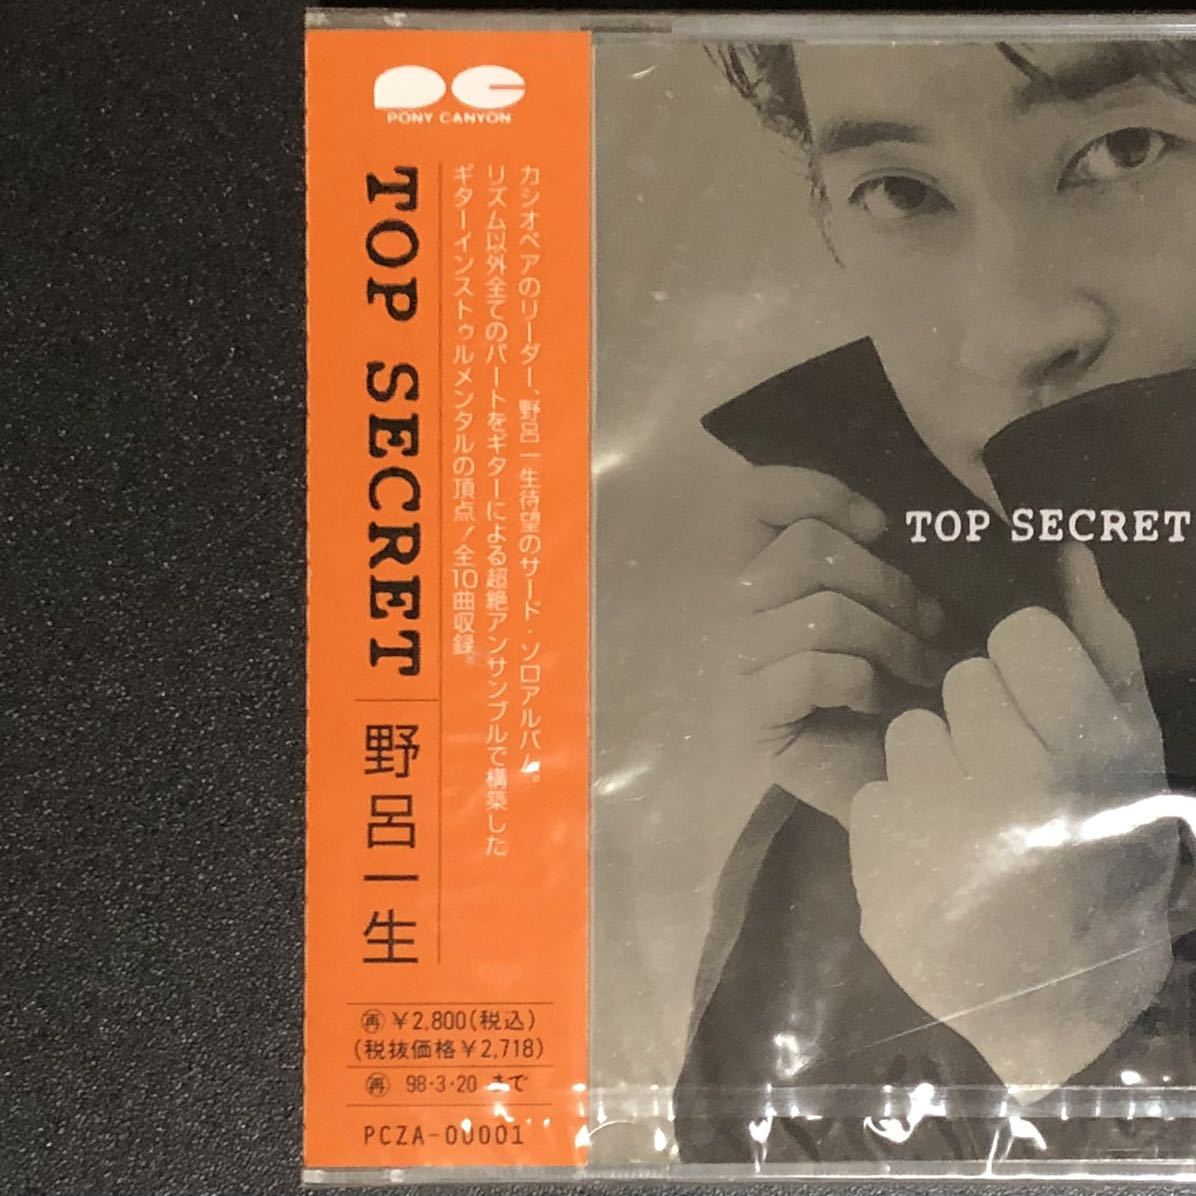 PONY CANYON
カシオペアのリーダー、野呂一生待望のサード・ソロアルバム。
リズム以外全てのパートをギターによる超絶アンサンブルで構築した
ギターインストゥルメンタルの頂点！全10曲収録。
TOP SECRET
野呂一生
再 ¥2,800(税込)
(税抜価格¥2,718)
再 98・3・20 まで
PCZA-00001
TOP SECRET